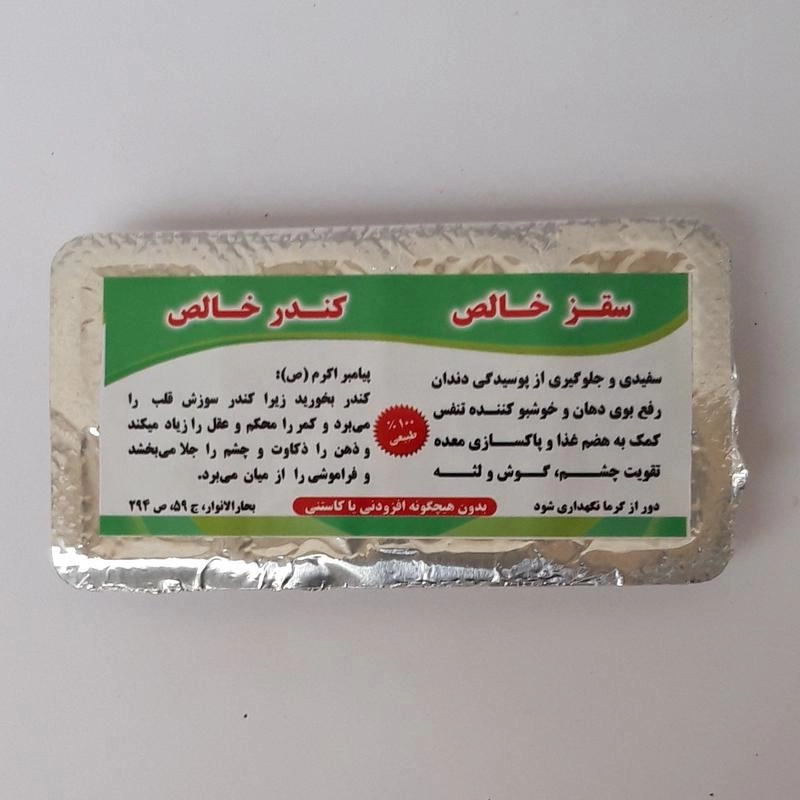 سقز خالص
سفیدی و جلوگیری از پوسیدگی دندان
رفع بوی دهان و خوشبو کننده تنفس
کمک به هضم غذا و پاکسازی معده
تقویت چشم، گوش و لثه
دور از گرما نگهداری شود
۱۰۰٪
طبیعی
بدون هیچگونه افزودنی یا کاستنی
کندر خالص
پیامبر اکرم (ص):
کندر بخورید زیرا کندر سوزش قلب را
می‌برد و کمر را محکم و عقل را زیاد میکند
و ذهن را ذکاوت و چشم را جلا می‌بخشد
و فراموشی را از میان می‌برد.
بحارالانوار، ج ۵۹، ص ۲۹۴